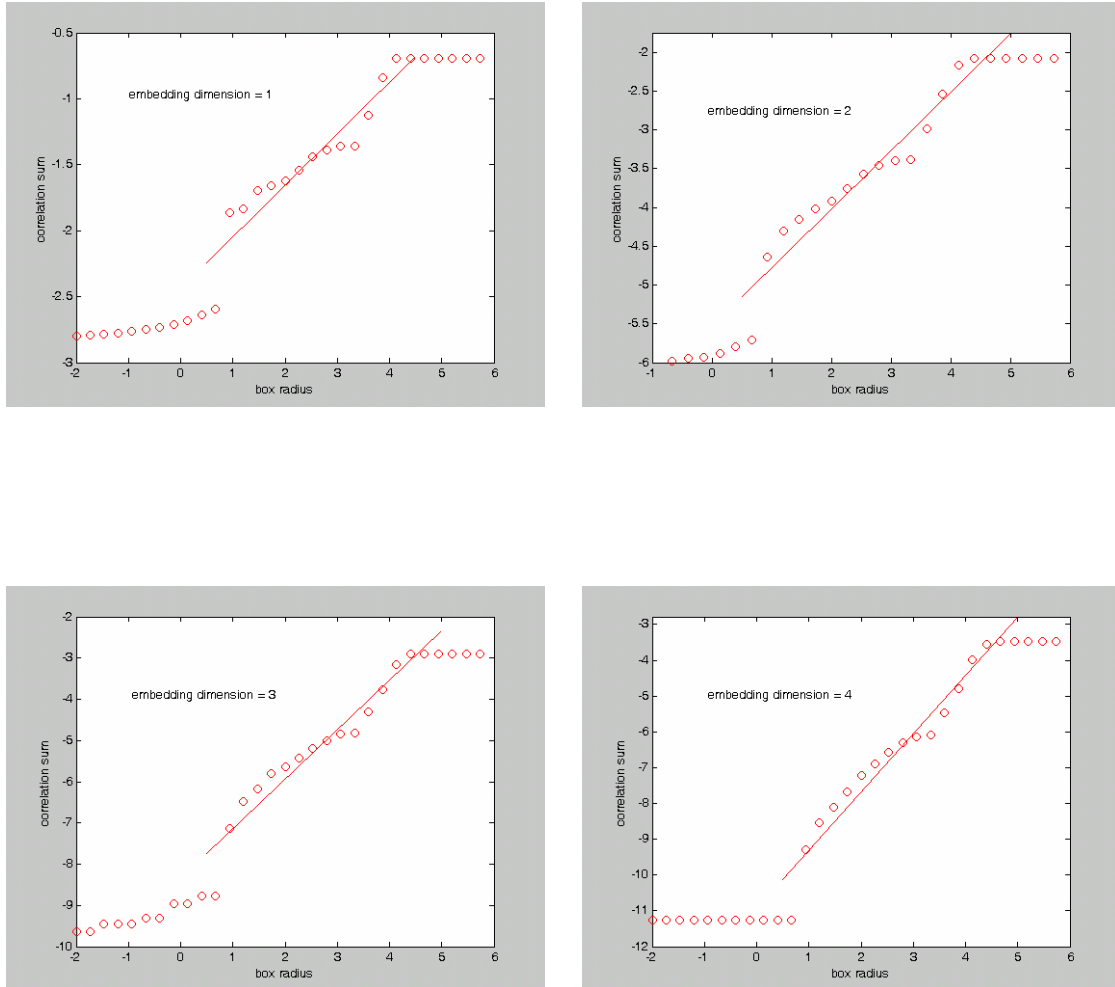 -0.5
-1
-1.5
-2
-2.5
-3
correlation sum
embedding dimension = 1
-2 -1 0 1 2 3 4 5 6
box radius
-2
-2.5
-3
-3.5
-4
-4.5
-5
-5.5
-6
correlation sum
embedding dimension = 2
-1 0 1 2 3 4 5 6
box radius
-2
-3
-4
-5
-6
-7
-8
-9
-10
correlation sum
embedding dimension = 3
-2 -1 0 1 2 3 4 5 6
box radius
-3
-4
-5
-6
-7
-8
-9
-10
-11
-12
correlation sum
embedding dimension = 4
-2 -1 0 1 2 3 4 5 6
box radius